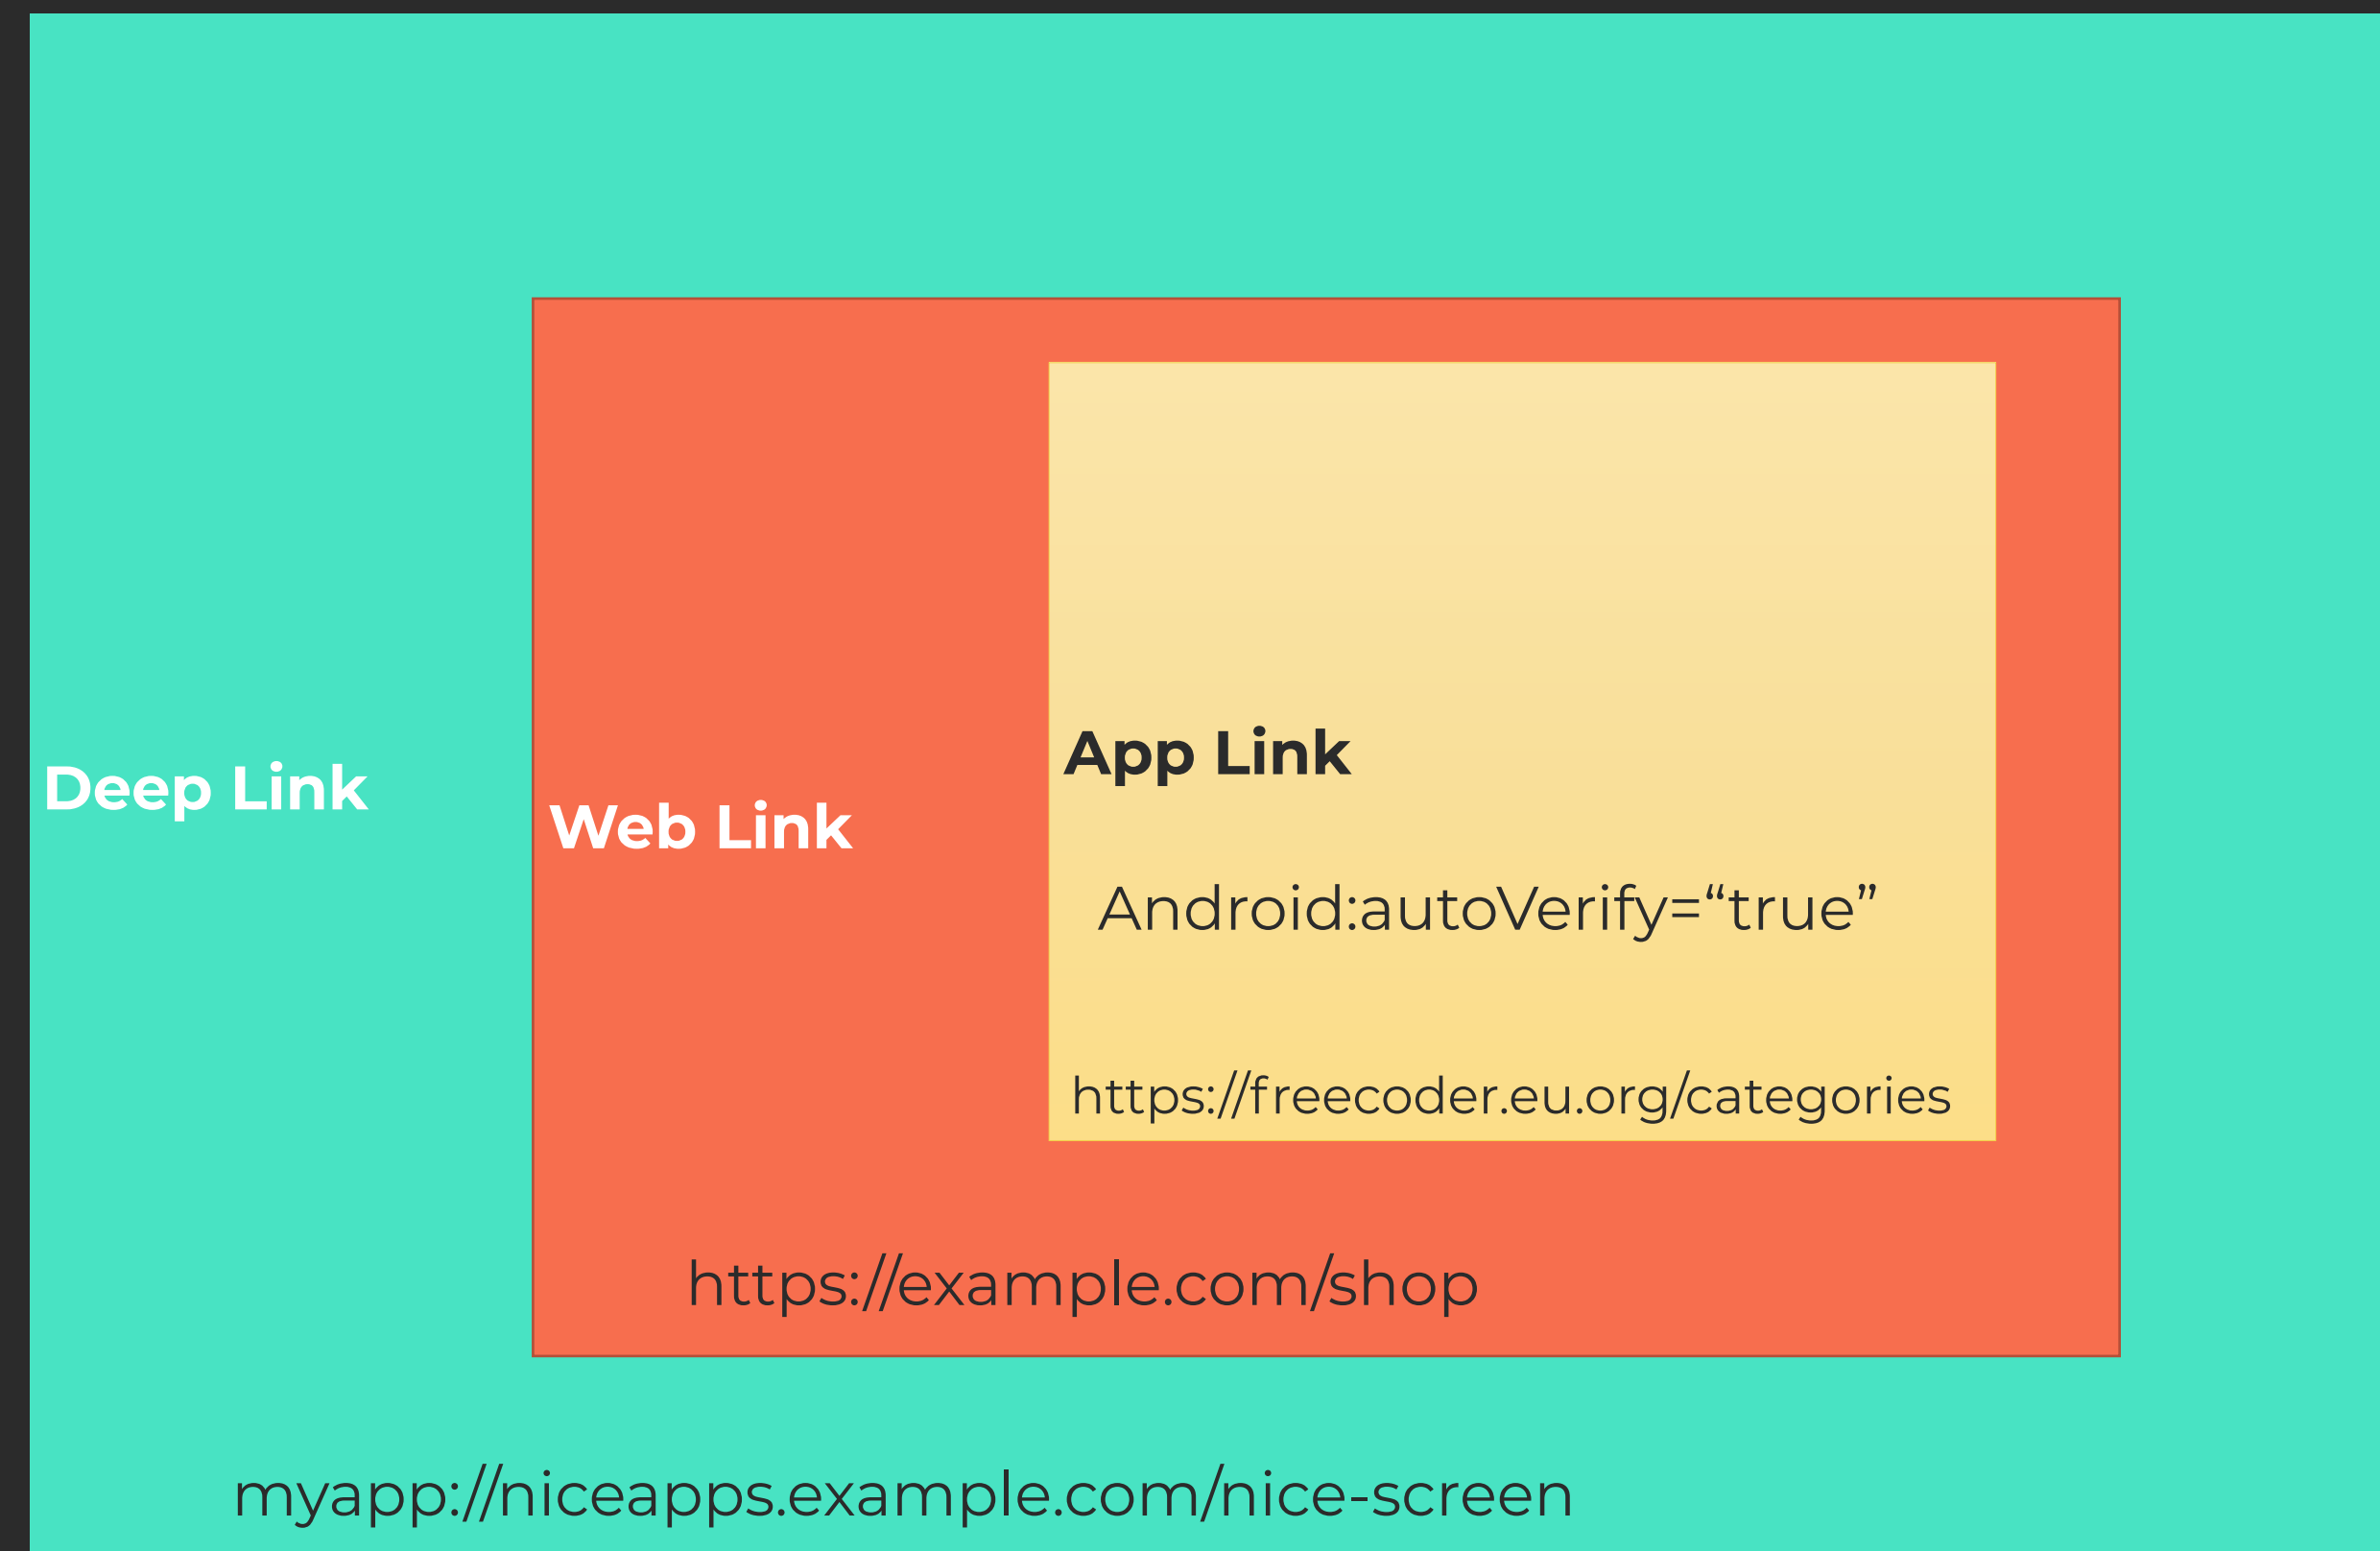 Deep Link
Web Link
App Link
Android:autoVerify=“true”
https://freecoder.eu.org/categories
https://example.com/shop
myapp://niceapps.example.com/nice-screen